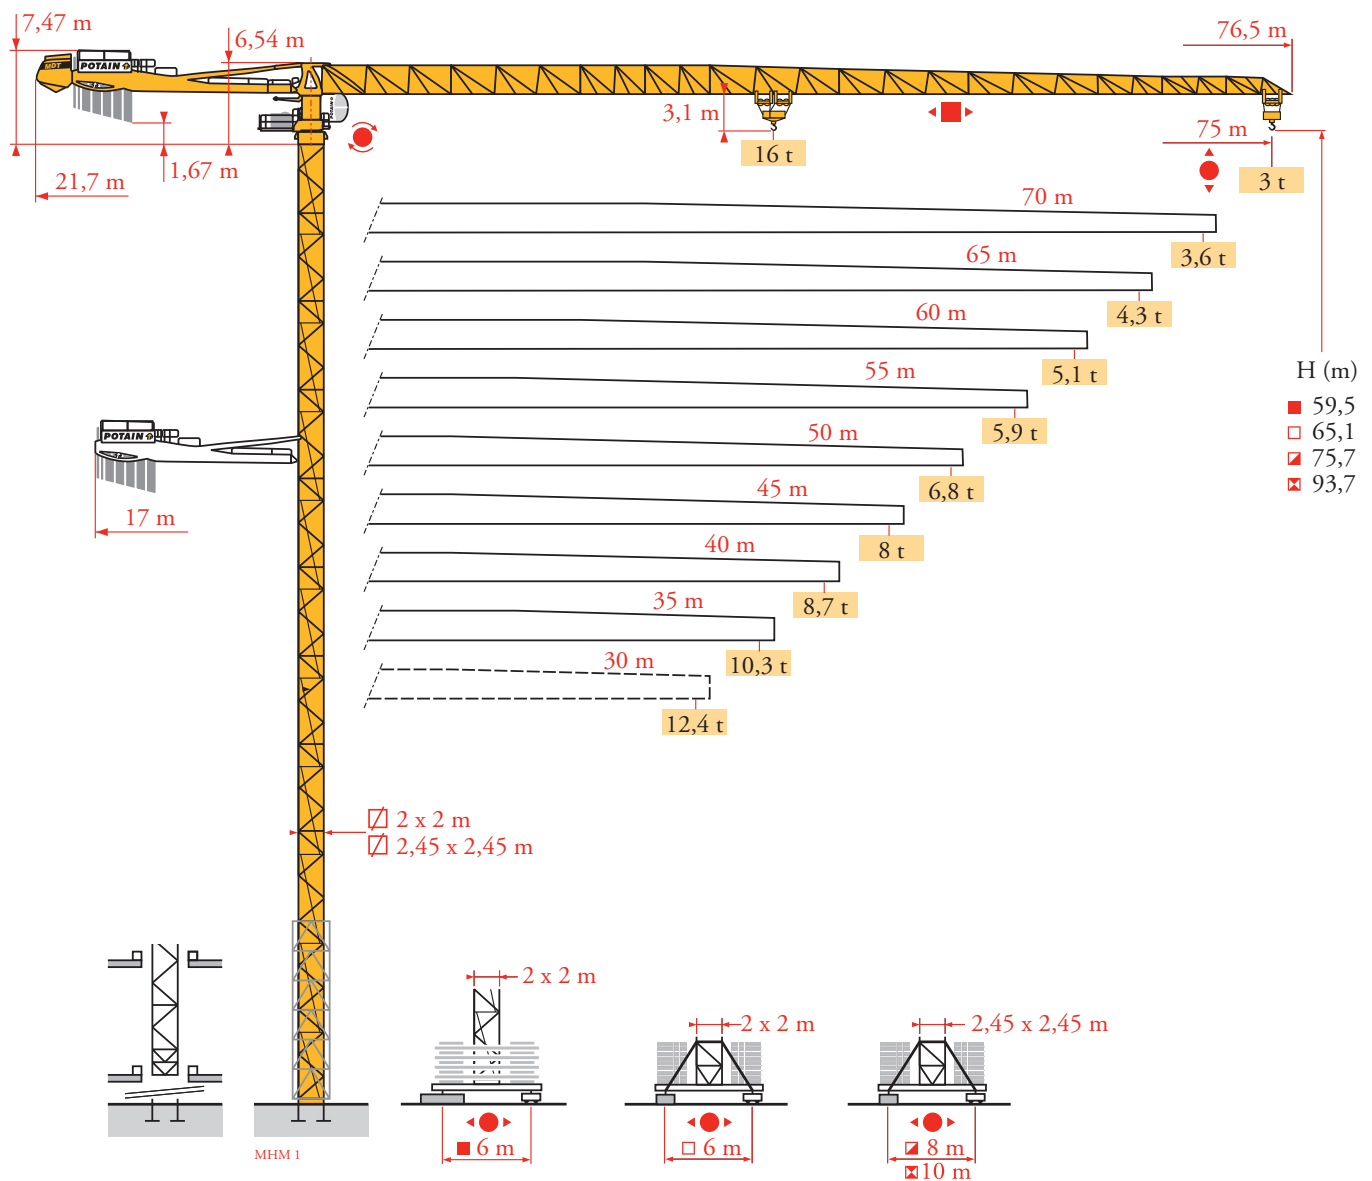 7,47 m
6,54 m
76,5 m
MDT
POTAIN
POTAIN
3,1 m
16 t
75 m
3 t
1,67 m
21,7 m
70 m
3,6 t
65 m
4,3 t
60 m
5,1 t
55 m
5,9 t
50 m
6,8 t
45 m
8 t
40 m
8,7 t
35 m
10,3 t
30 m
12,4 t
H (m)
59,5
65,1
75,7
93,7
POTAIN
17 m
2 x 2 m
2,45 x 2,45 m
2 x 2 m
2 x 2 m
2,45 x 2,45 m
6 m
6 m
8 m
10 m
MHM 1